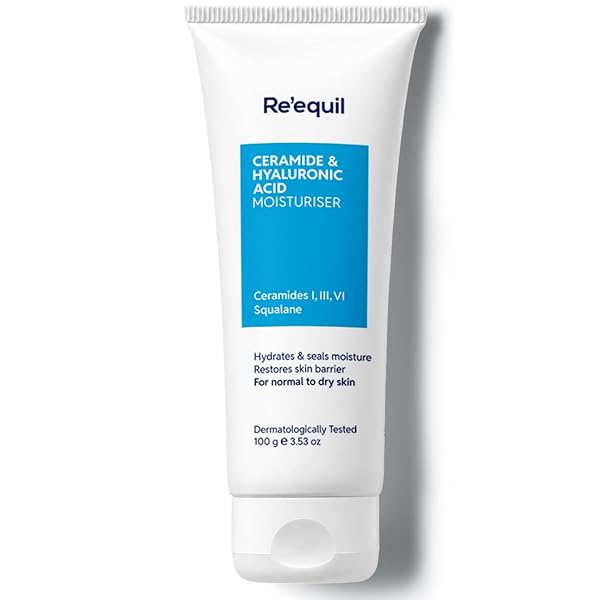 Re'equil
CERAMIDE &
HYALURONIC
ACID
MOISTURISER
Ceramides I, III, VI
Squalane
Hydrates & seals moisture
Restores skin barrier
For normal to dry skin
Dermatologically Tested
100 g ℮ 3.53 oz